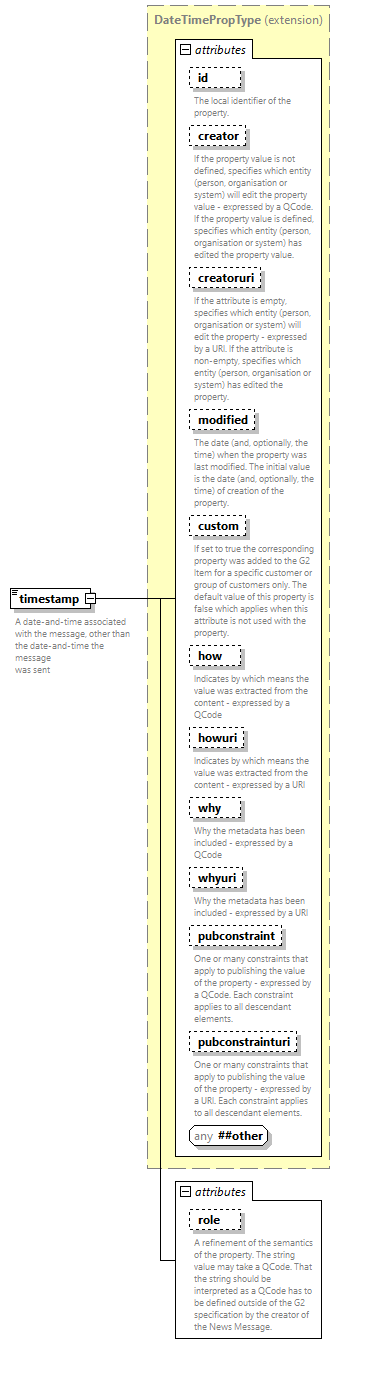 DateTimePropType (extension)
attributes
id
The local identifier of the
property.
creator
If the property value is not
defined, specifies which entity
(person, organisation or
system) will edit the property
value - expressed by a QCode.
If the property value is defined,
specifies which entity (person,
organisation or system) has
edited the property value.
creatoruri
If the attribute is empty,
specifies which entity (person,
organisation or system) will
edit the property - expressed
by a URI. If the attribute is
non-empty, specifies which
entity (person, organisation or
system) has edited the
property.
modified
The date (and, optionally, the
time) when the property was
last modified. The initial value
is the date (and, optionally, the
time) of creation of the
property.
custom
If set to true the corresponding
property was added to the G2
Item for a specific customer or
group of customers only. The
default value of this property is
false which applies when this
attribute is not used with the
property.
timestamp
A date-and-time associated
with the message, other than
the date-and-time the
message
was sent
how
Indicates by which means the
value was extracted from the
content - expressed by a
QCode
howuri
Indicates by which means the
value was extracted from the
content - expressed by a URI
why
Why the metadata has been
included - expressed by a
QCode
whyuri
Why the metadata has been
included - expressed by a URI
pubconstraint
One or many constraints that
apply to publishing the value
of the property - expressed by
a QCode. Each constraint
applies to all descendant
elements.
pubconstrainturi
One or many constraints that
apply to publishing the value
of the property - expressed by
a URI. Each constraint applies
to all descendant elements.
any ##other
attributes
role
A refinement of the semantics
of the property. The string
value may take a QCode. That
the string should be
interpreted as a QCode has to
be defined outside of the G2
specification by the creator of
the News Message.